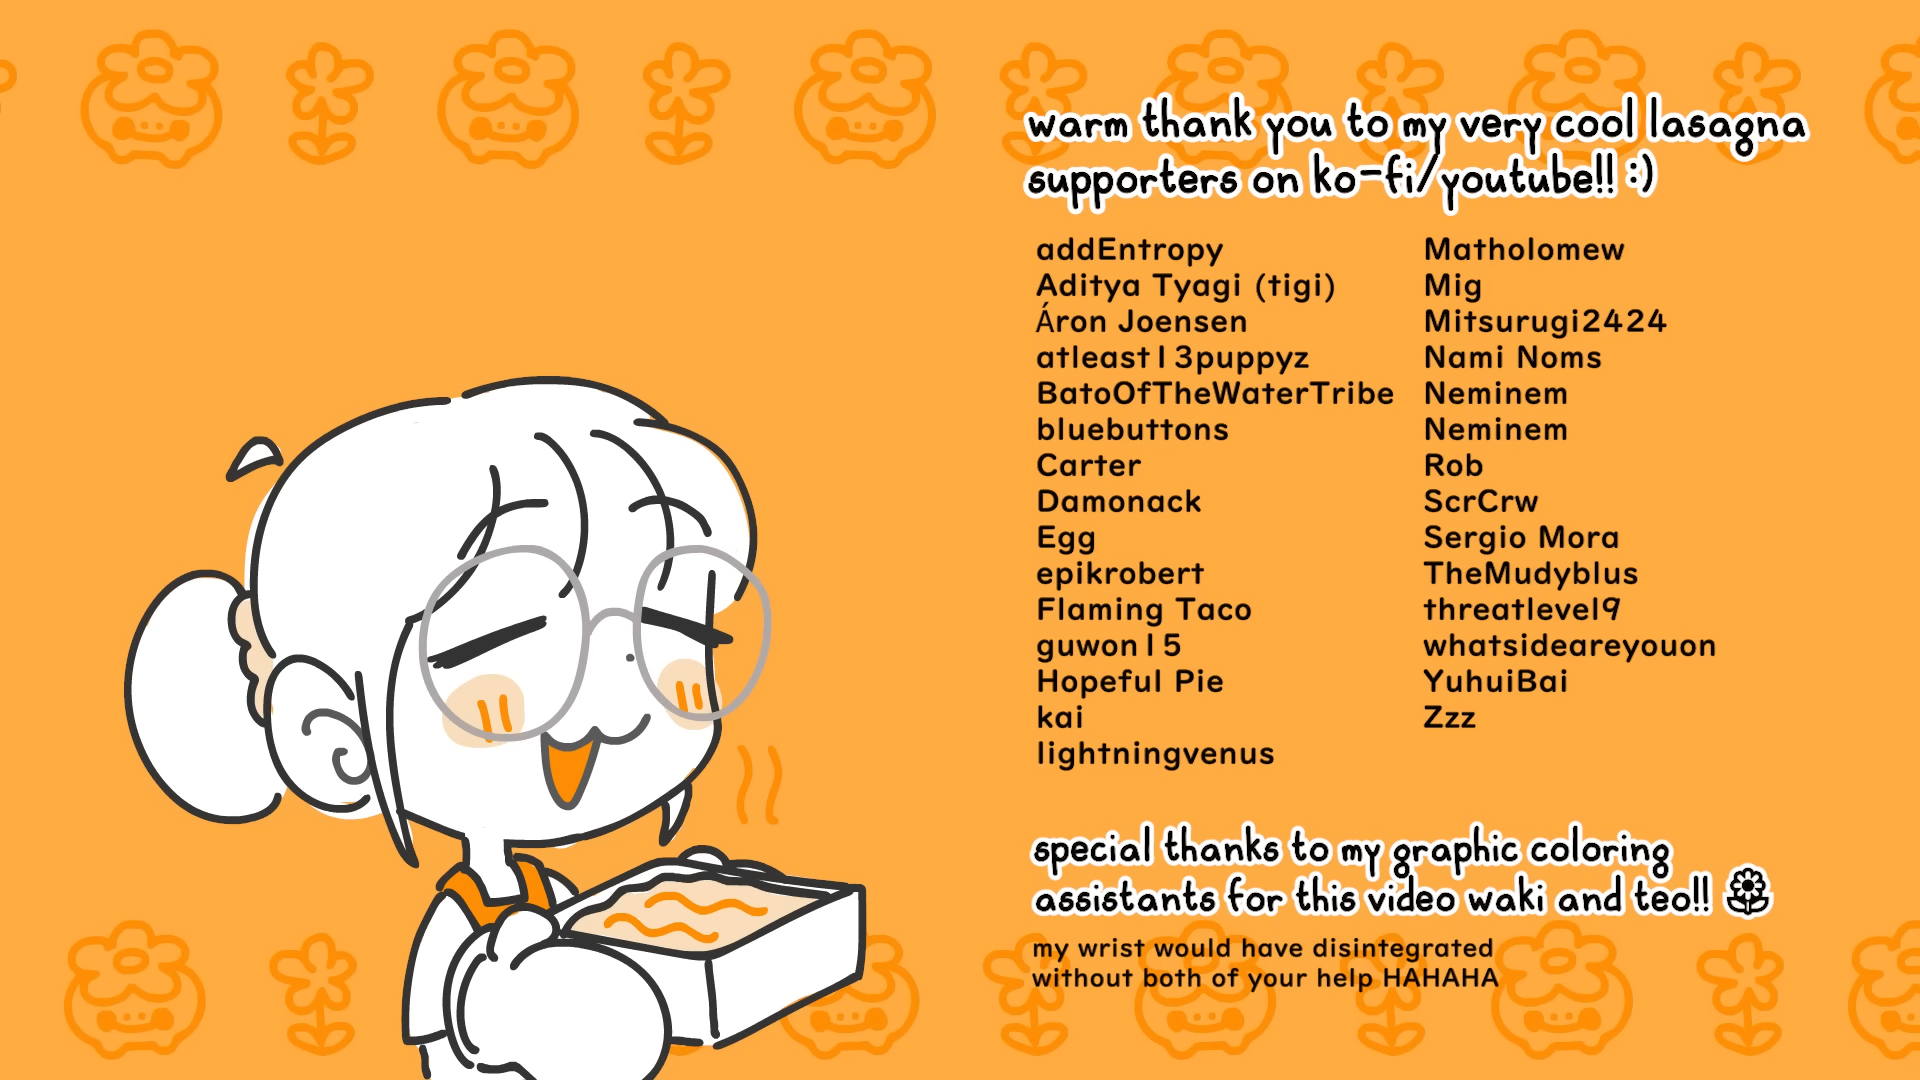 warm thank you to my very cool lasagna
supporters on ko-fi/youtube!! :)
addEntropy
Aditya Tyagi (tigi)
Áron Joensen
atleast13puppyz
BatoOfTheWaterTribe
bluebuttons
Carter
Damonack
Egg
epikrobert
Flaming Taco
guwon15
Hopeful Pie
kai
lightningvenus
Matholomew
Mig
Mitsurugi2424
Nami Noms
Neminem
Neminem
Rob
ScrCrw
Sergio Mora
TheMudyblus
threatlevel9
whatsideareyouon
YuhuiBai
Zzz
special thanks to my graphic coloring
assistants for this video waki and teo!!
my wrist would have disintegrated
without both of your help HAHAHA